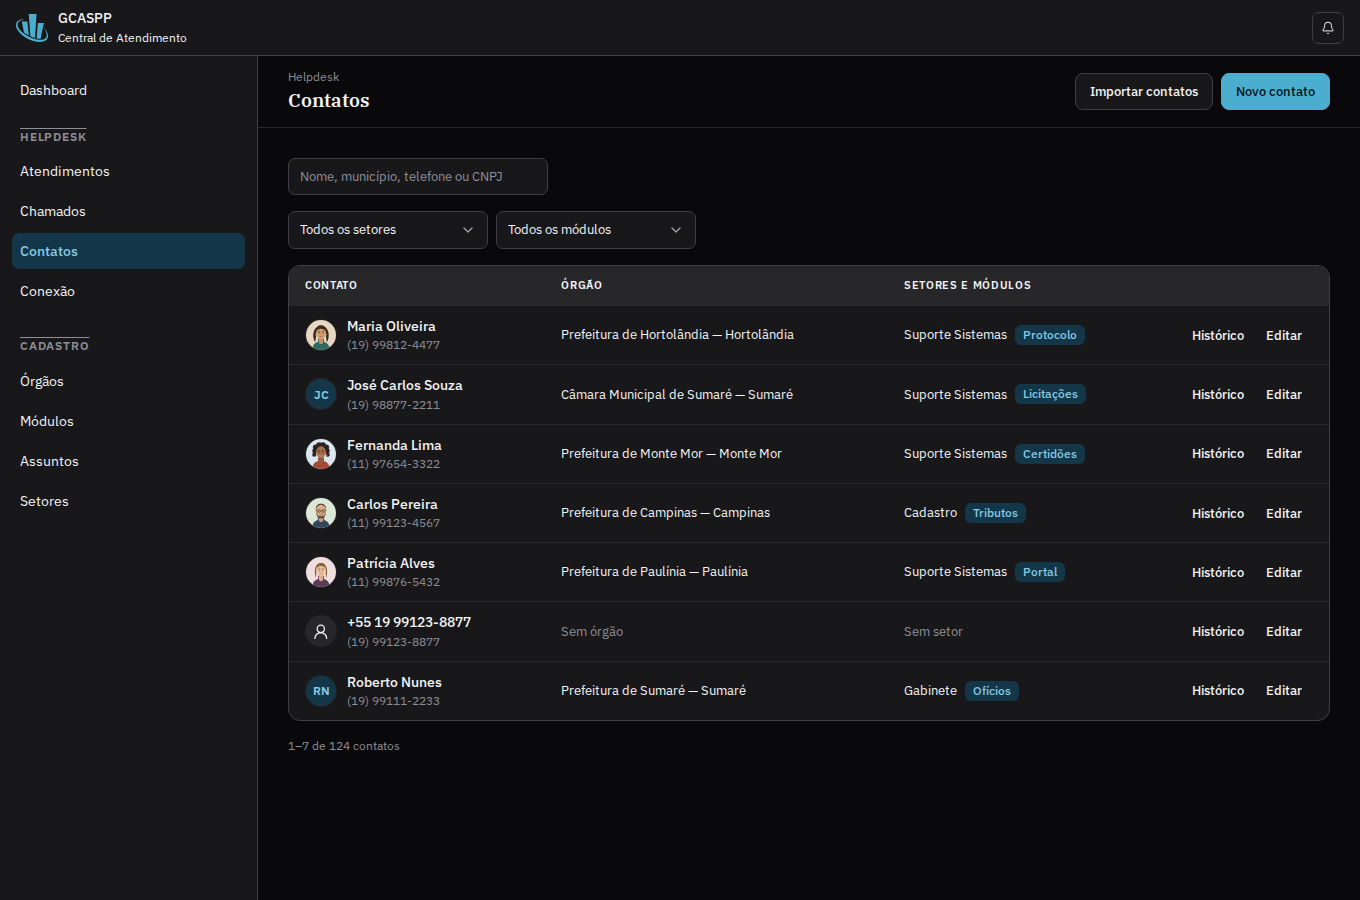 GCASPP
Central de Atendimento
Dashboard
HELPDESK
Atendimentos
Chamados
Contatos
Conexão
CADASTRO
Órgãos
Módulos
Assuntos
Setores
Helpdesk
Contatos
Importar contatos
Novo contato
Nome, município, telefone ou CNPJ
Todos os setores
Todos os módulos
CONTATO ÓRGÃO SETORES E MÓDULOS
Maria Oliveira
(19) 99812-4477
Prefeitura de Hortolândia — Hortolândia
Suporte Sistemas Protocolo
Histórico Editar
JC
José Carlos Souza
(19) 98877-2211
Câmara Municipal de Sumaré — Sumaré
Suporte Sistemas Licitações
Histórico Editar
Fernanda Lima
(11) 97654-3322
Prefeitura de Monte Mor — Monte Mor
Suporte Sistemas Certidões
Histórico Editar
Carlos Pereira
(11) 99123-4567
Prefeitura de Campinas — Campinas
Cadastro Tributos
Histórico Editar
Patrícia Alves
(11) 99876-5432
Prefeitura de Paulínia — Paulínia
Suporte Sistemas Portal
Histórico Editar
+55 19 99123-8877
(19) 99123-8877
Sem órgão
Sem setor
Histórico Editar
RN
Roberto Nunes
(19) 99111-2233
Prefeitura de Sumaré — Sumaré
Gabinete Ofícios
Histórico Editar
1–7 de 124 contatos